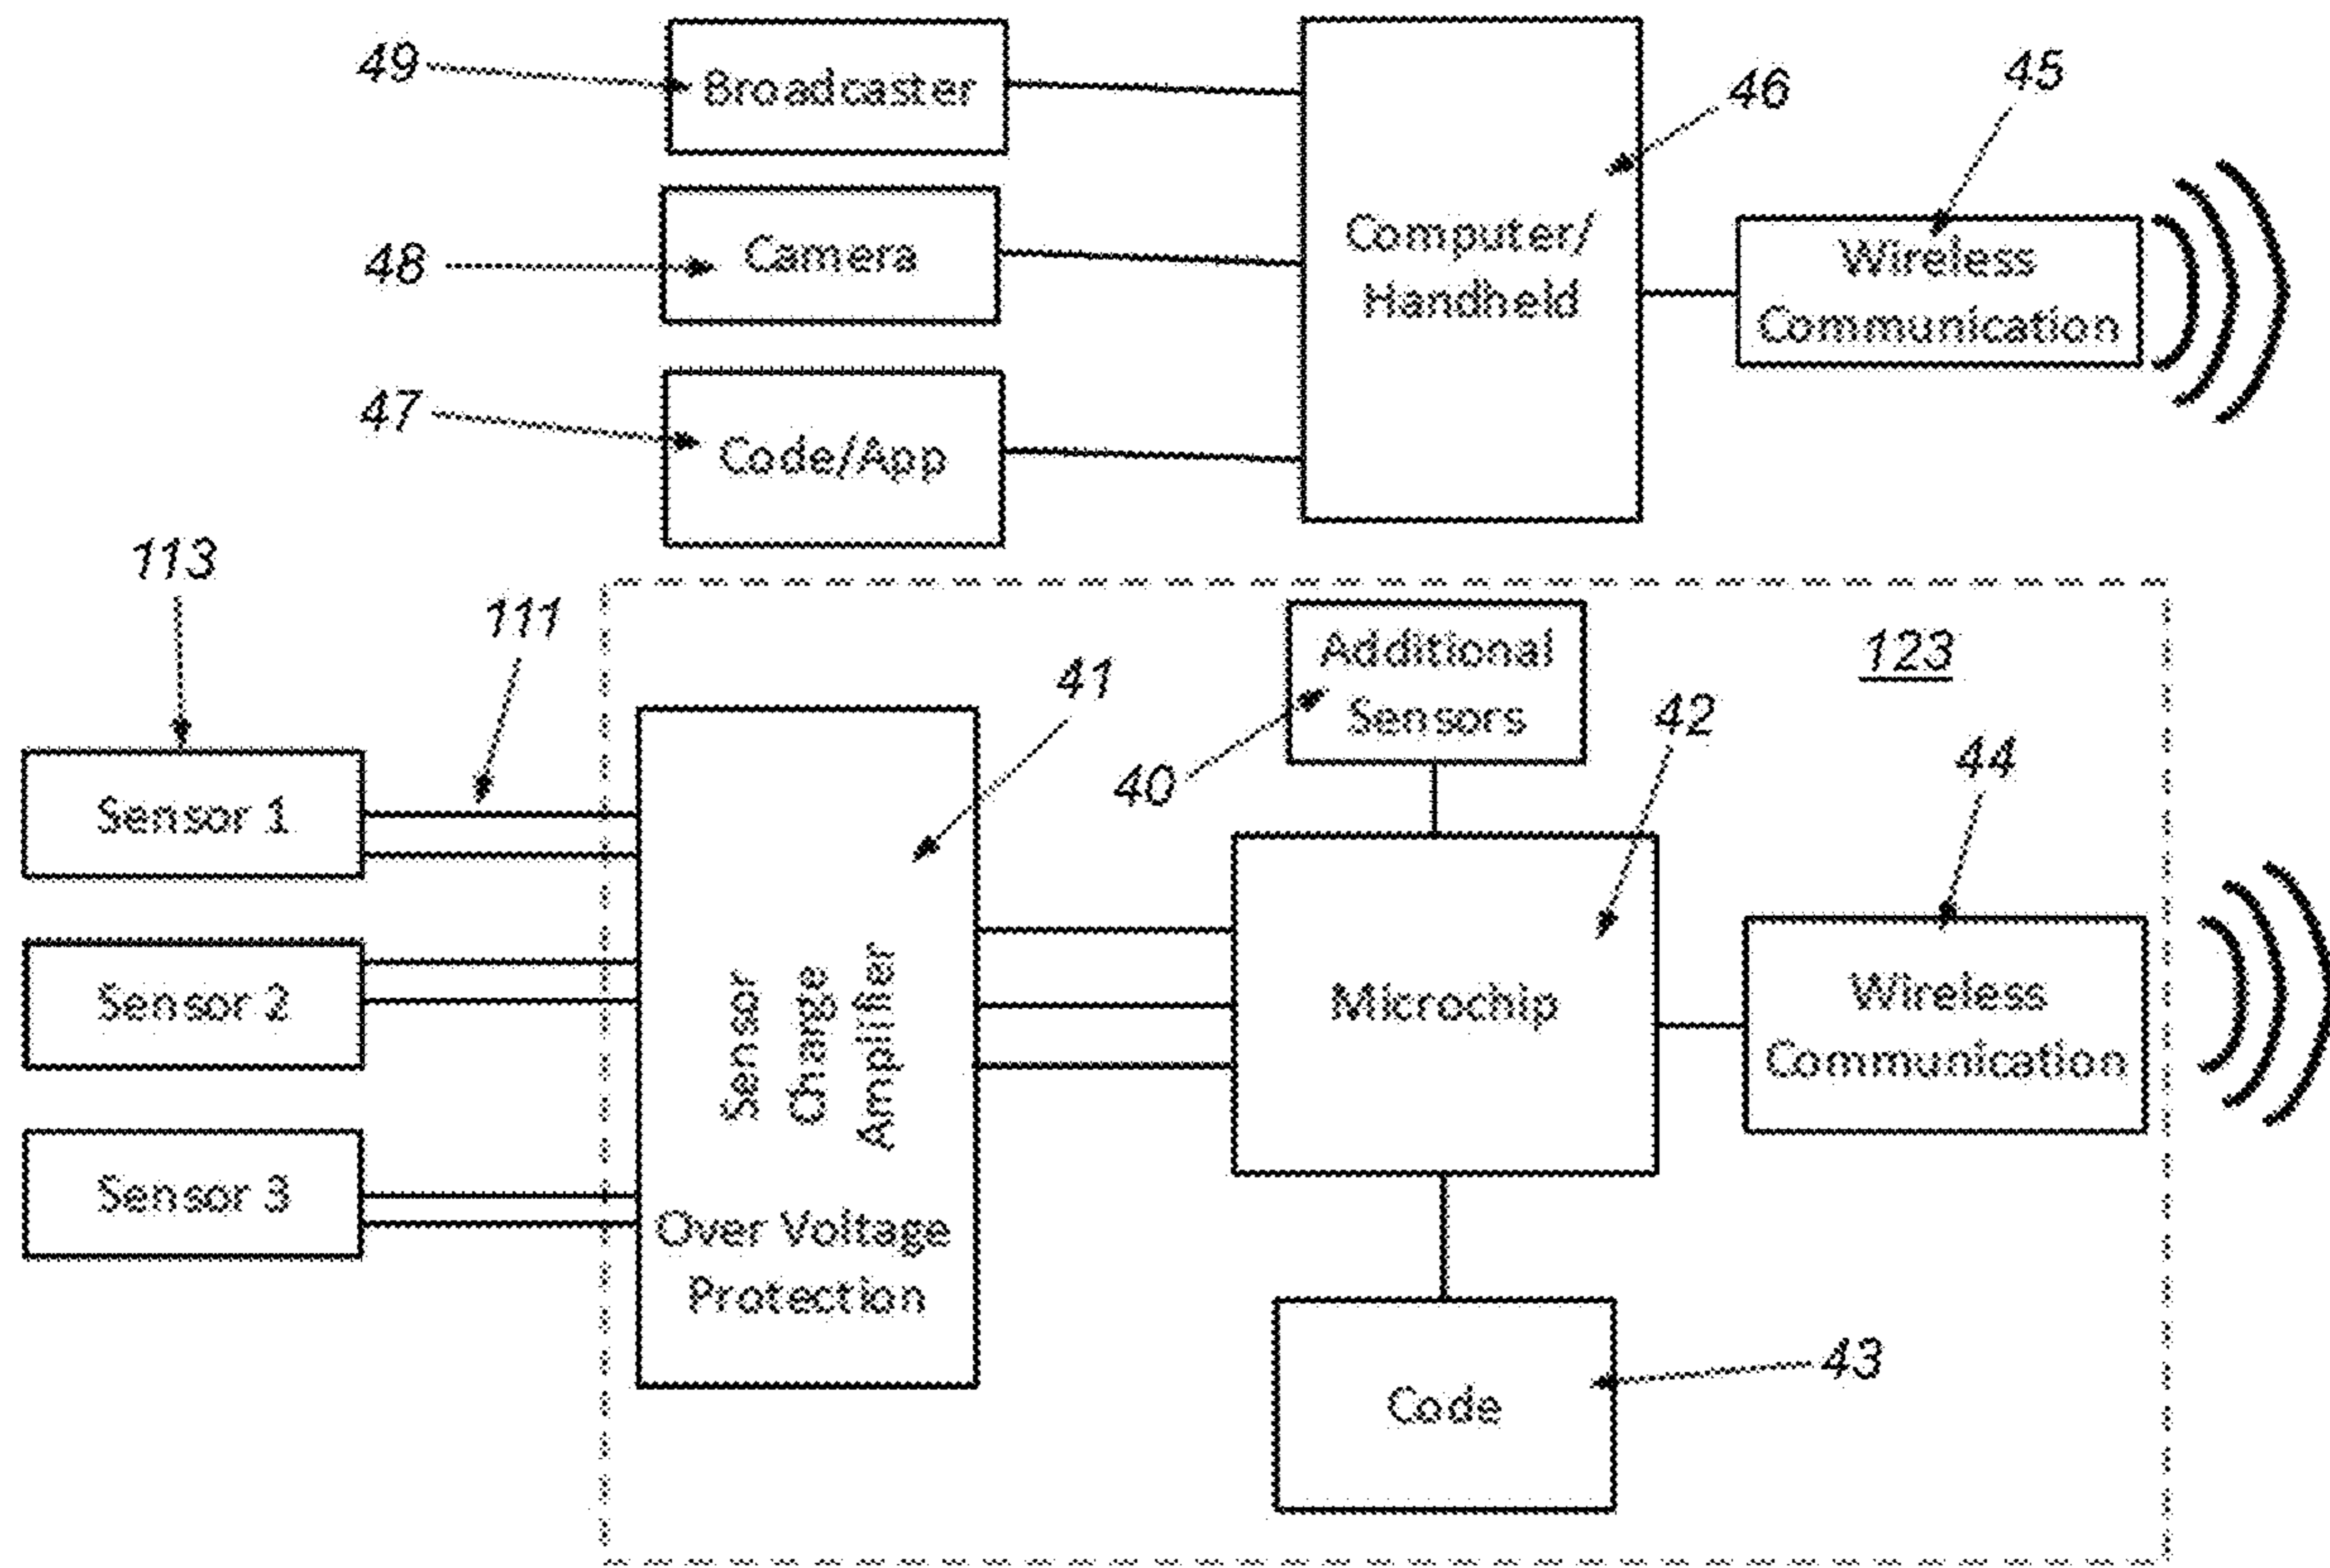 49
Broadcaster
46
45
48
Camera
Computer/
Handheld
Wireless
Communication
47
Code/App
113
111
41
Additional
Sensors
40
42
123
44
Sensor 1
Sensor 2
Sensor 3
Sensor
Charge
Amplifier
Over Voltage
Protection
Microchip
Wireless
Communication
Code
43